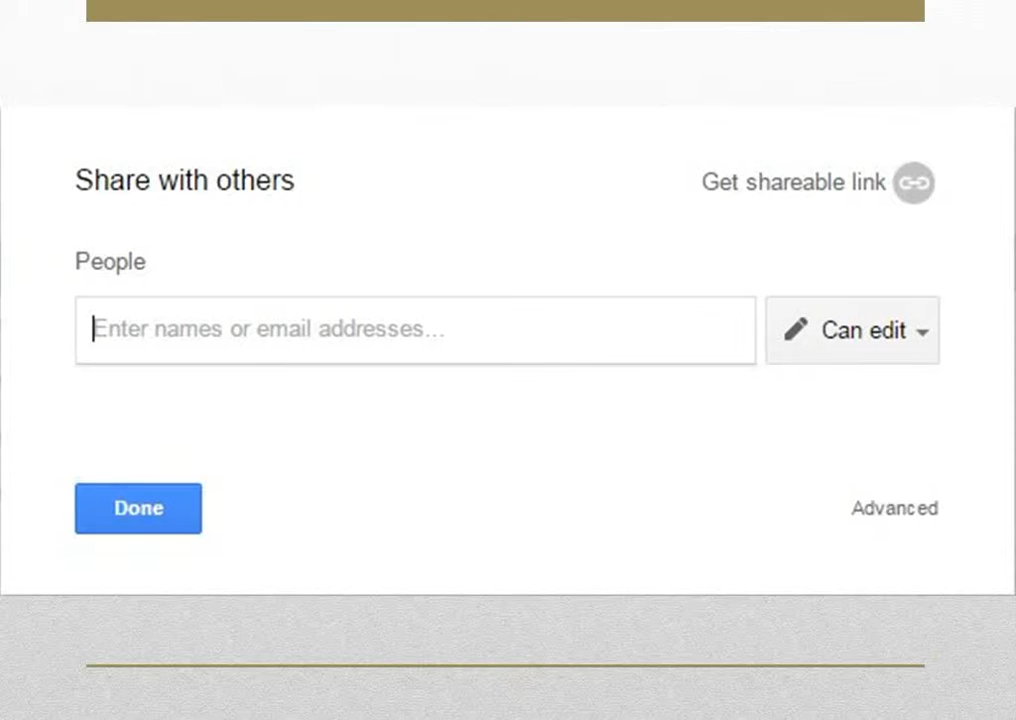 Share with others
Get shareable link
People
Enter names or email addresses...
Can edit
Done
Advanced